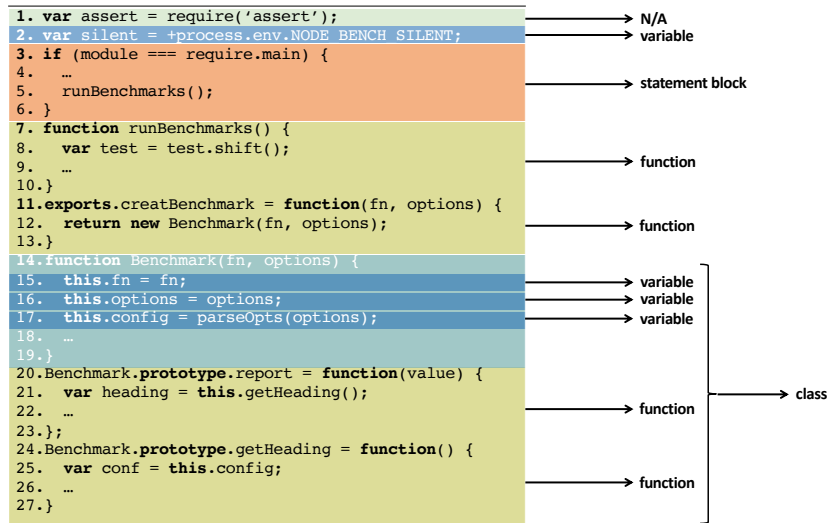 1. var assert = require(‘assert’); N/A
2. var silent = +process.env.NODE_BENCH_SILENT; variable
3. if (module === require.main) {
4. …
5. runBenchmarks(); statement block
6. }
7. function runBenchmarks() {
8. var test = test.shift();
9. … function
10.}
11.exports.creatBenchmark = function(fn, options) {
12. return new Benchmark(fn, options); function
13.}
14.function Benchmark(fn, options) {
15. this.fn = fn; variable
16. this.options = options; variable
17. this.config = parseOpts(options); variable
18. …
19.}
20.Benchmark.prototype.report = function(value) {
21. var heading = this.getHeading(); class
22. … function
23.};
24.Benchmark.prototype.getHeading = function() {
25. var conf = this.config;
26. … function
27.}